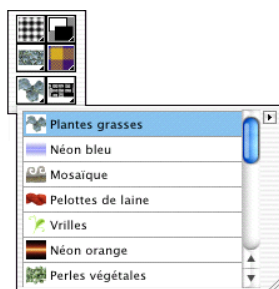 Plantes grasses
Néon bleu
Mosaïque
Pelottes de laine
Vrilles
Néon orange
Perles végétales